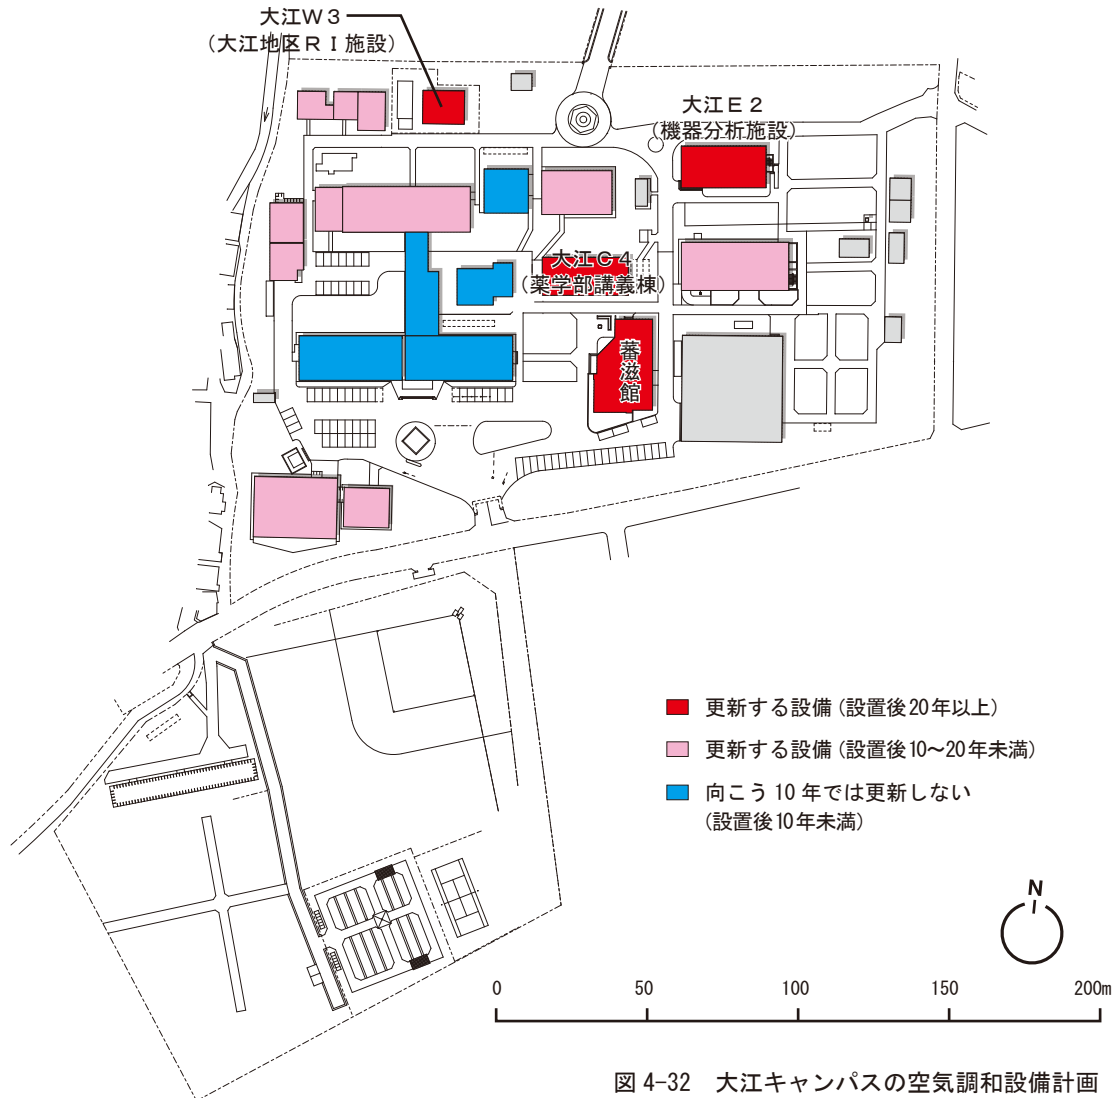 大江W3
(大江地区RI施設)
大江E2
(機器分析施設)
大江C4
(薬学部講義棟)
蕃滋館
更新する設備(設置後20年以上)
更新する設備(設置後10〜20年未満)
向こう10年では更新しない
(設置後10年未満)
N
0 50 100 150 200m
図4-32 大江キャンパスの空気調和設備計画